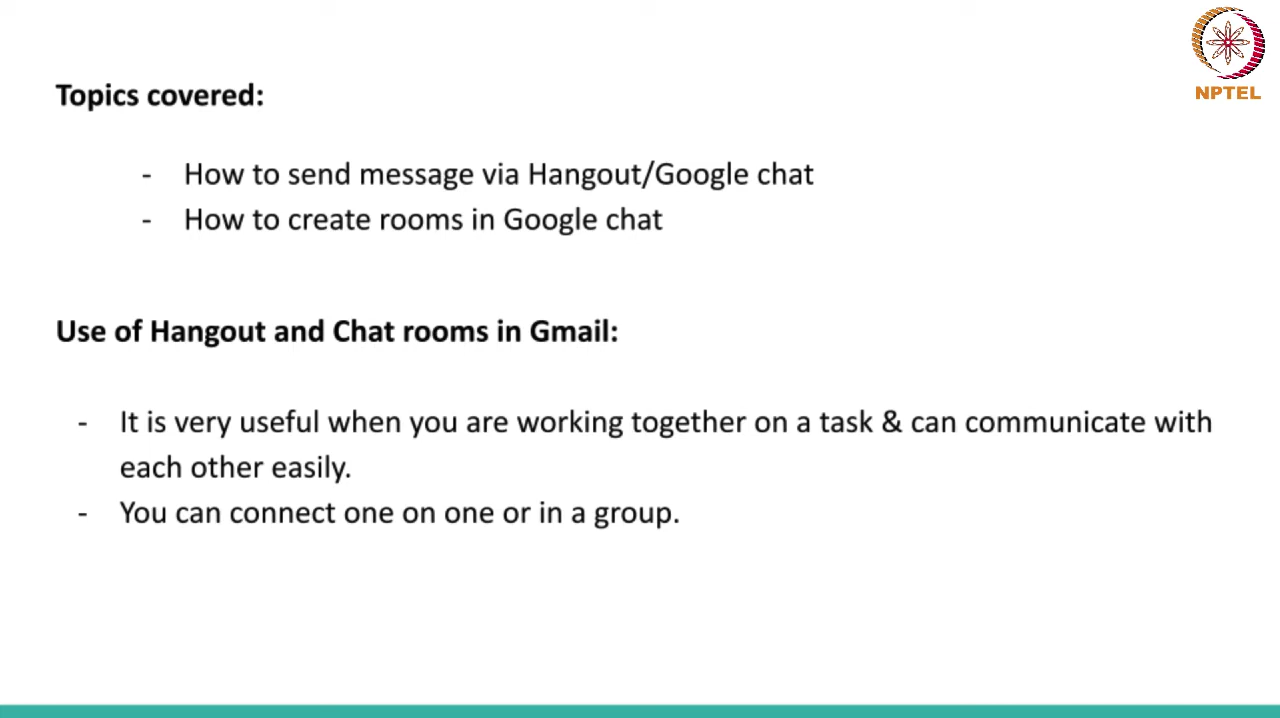 NPTEL
Topics covered:
- How to send message via Hangout/Google chat
- How to create rooms in Google chat
Use of Hangout and Chat rooms in Gmail:
- It is very useful when you are working together on a task & can communicate with
each other easily.
- You can connect one on one or in a group.